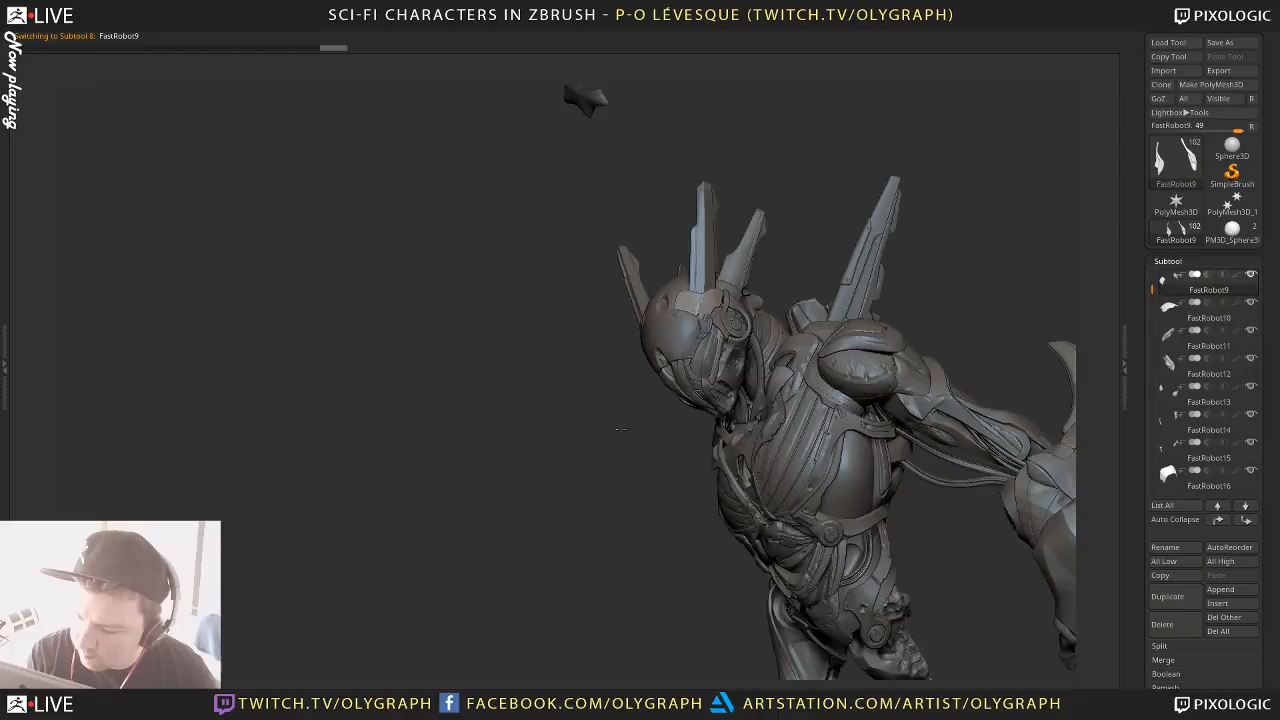 LIVE
SCI-FI CHARACTERS IN ZBRUSH - P-O LÉVESQUE (TWITCH.TV/OLYGRAPH)
PIXOLOGIC
Switching to Subtool 8: FastRobot9
Now playing
Load Tool Save As
Copy Tool Paste Tool
Import Export
Clone Make PolyMesh3D
GoZ All Visible R
Lightbox▶Tools
FastRobot9. 49 R
102
FastRobot9
Sphere3D
SimpleBrush
PolyMesh3D PolyMesh3D_1
102 2
FastRobot9 PM3D_Sphere3
Subtool
FastRobot9
FastRobot10
FastRobot11
FastRobot12
FastRobot13
FastRobot14
FastRobot15
FastRobot16
List All
Auto Collapse
Rename AutoReorder
All Low All High
Copy Paste
Duplicate Append
Insert
Delete Del Other
Del All
Split
Merge
Boolean
Remesh
LIVE
TWITCH.TV/OLYGRAPH
FACEBOOK.COM/OLYGRAPH
ARTSTATION.COM/ARTIST/OLYGRAPH
PIXOLOGIC